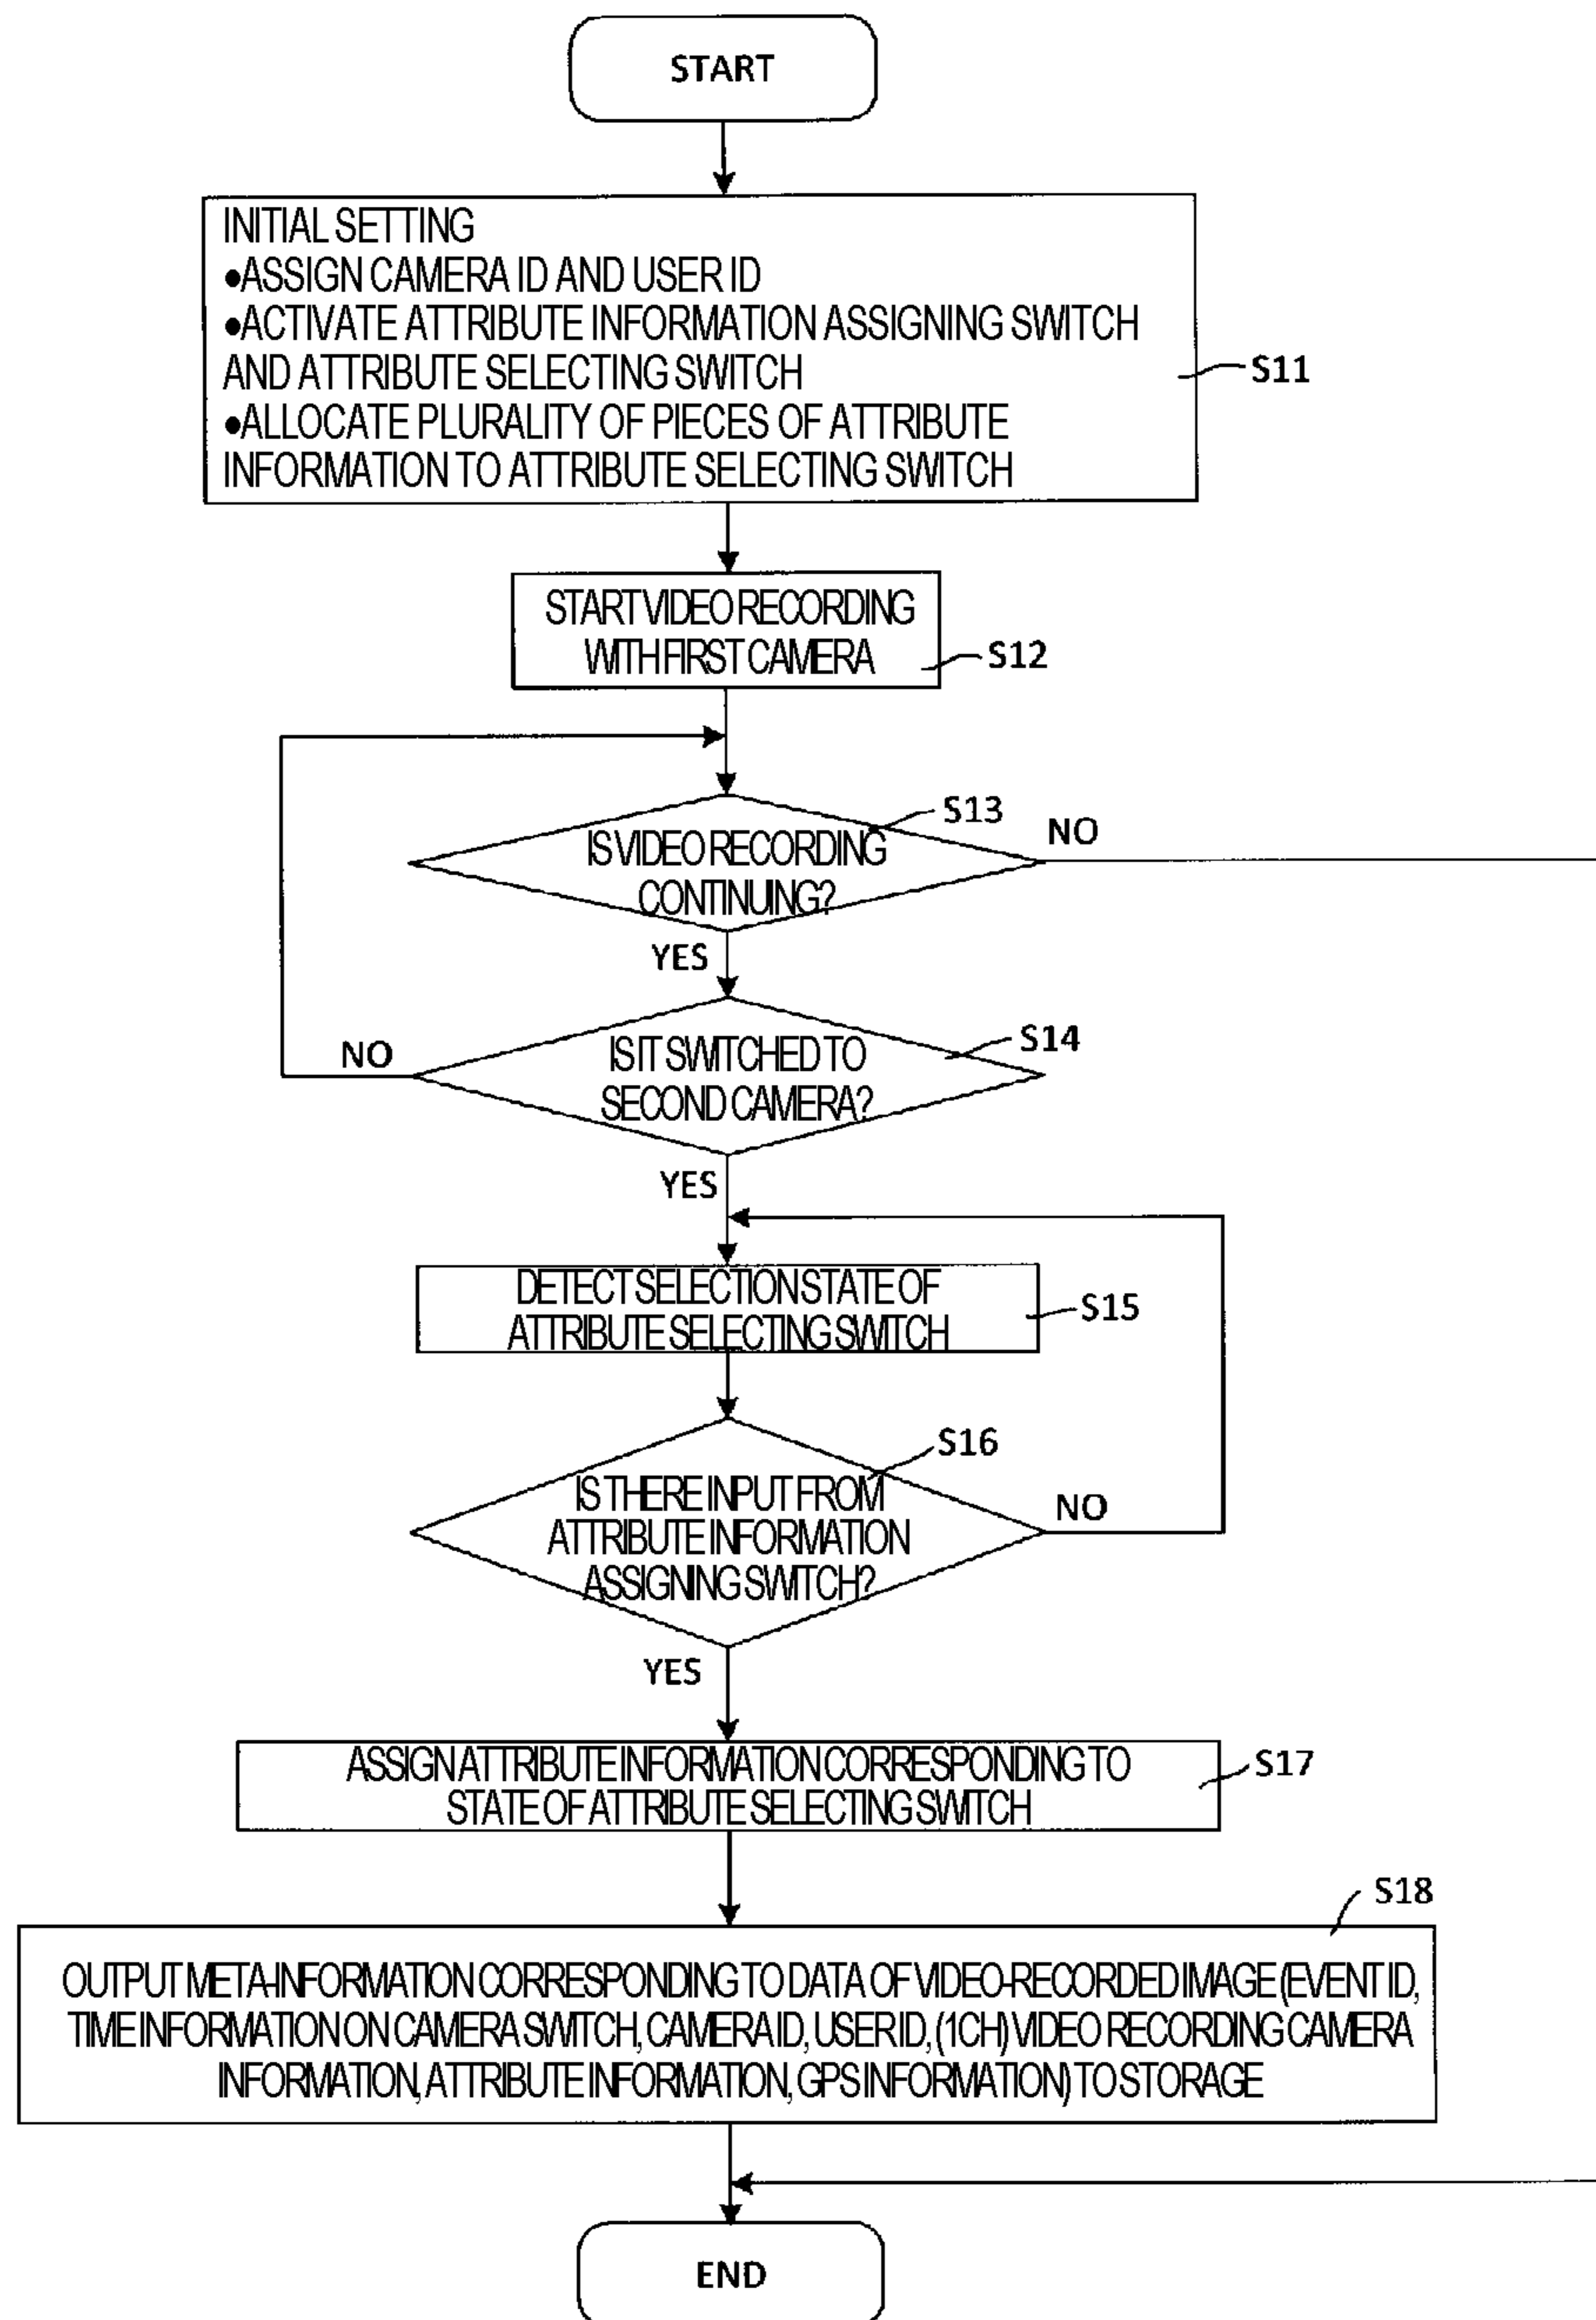 START
INITIAL SETTING
●ASSIGN CAMERA ID AND USER ID
●ACTIVATE ATTRIBUTE INFORMATION ASSIGNING SWITCH
AND ATTRIBUTE SELECTING SWITCH
●ALLOCATE PLURALITY OF PIECES OF ATTRIBUTE
INFORMATION TO ATTRIBUTE SELECTING SWITCH
S11
START VIDEO RECORDING
WITH FIRST CAMERA
S12
S13
NO
IS VIDEO RECORDING
CONTINUING?
YES
S14
NO
IS IT SWITCHED TO
SECOND CAMERA?
YES
DETECT SELECTION STATE OF
ATTRIBUTE SELECTING SWITCH
S15
S16
IS THERE INPUT FROM
ATTRIBUTE INFORMATION
ASSIGNING SWITCH?
NO
YES
ASSIGN ATTRIBUTE INFORMATION CORRESPONDING TO
STATE OF ATTRIBUTE SELECTING SWITCH
S17
S18
OUTPUT META-INFORMATION CORRESPONDING TO DATA OF VIDEO-RECORDED IMAGE (EVENT ID,
TIME INFORMATION ON CAMERA SWITCH, CAMERA ID, USER ID, (1CH) VIDEO RECORDING CAMERA
INFORMATION, ATTRIBUTE INFORMATION, GPS INFORMATION) TO STORAGE
END